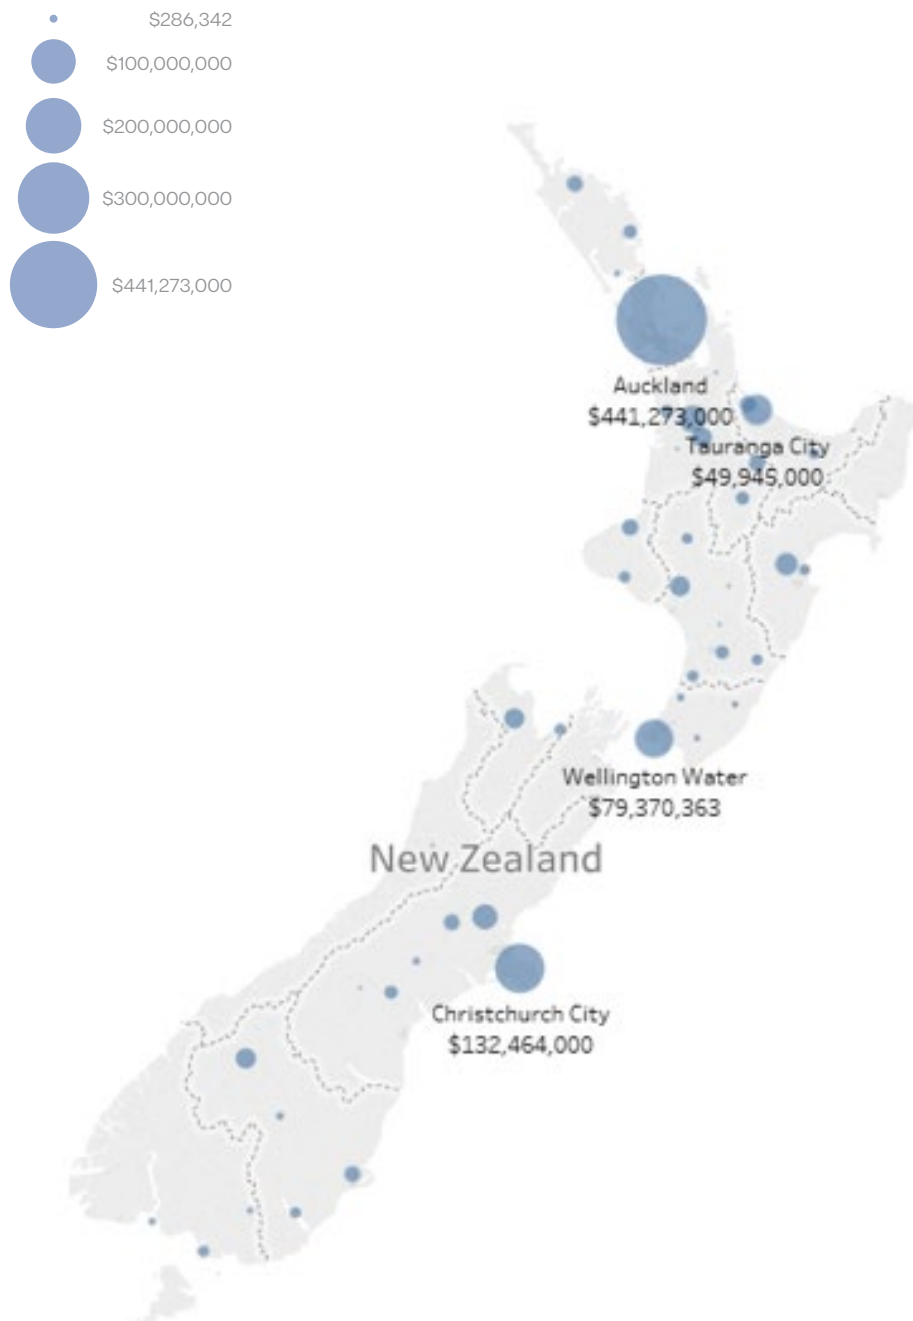 $286,342
$100,000,000
$200,000,000
$300,000,000
$441,273,000
Auckland
$441,273,000
Tauranga City
$49,945,000
Wellington Water
$79,370,363
New Zealand
Christchurch City
$132,464,000